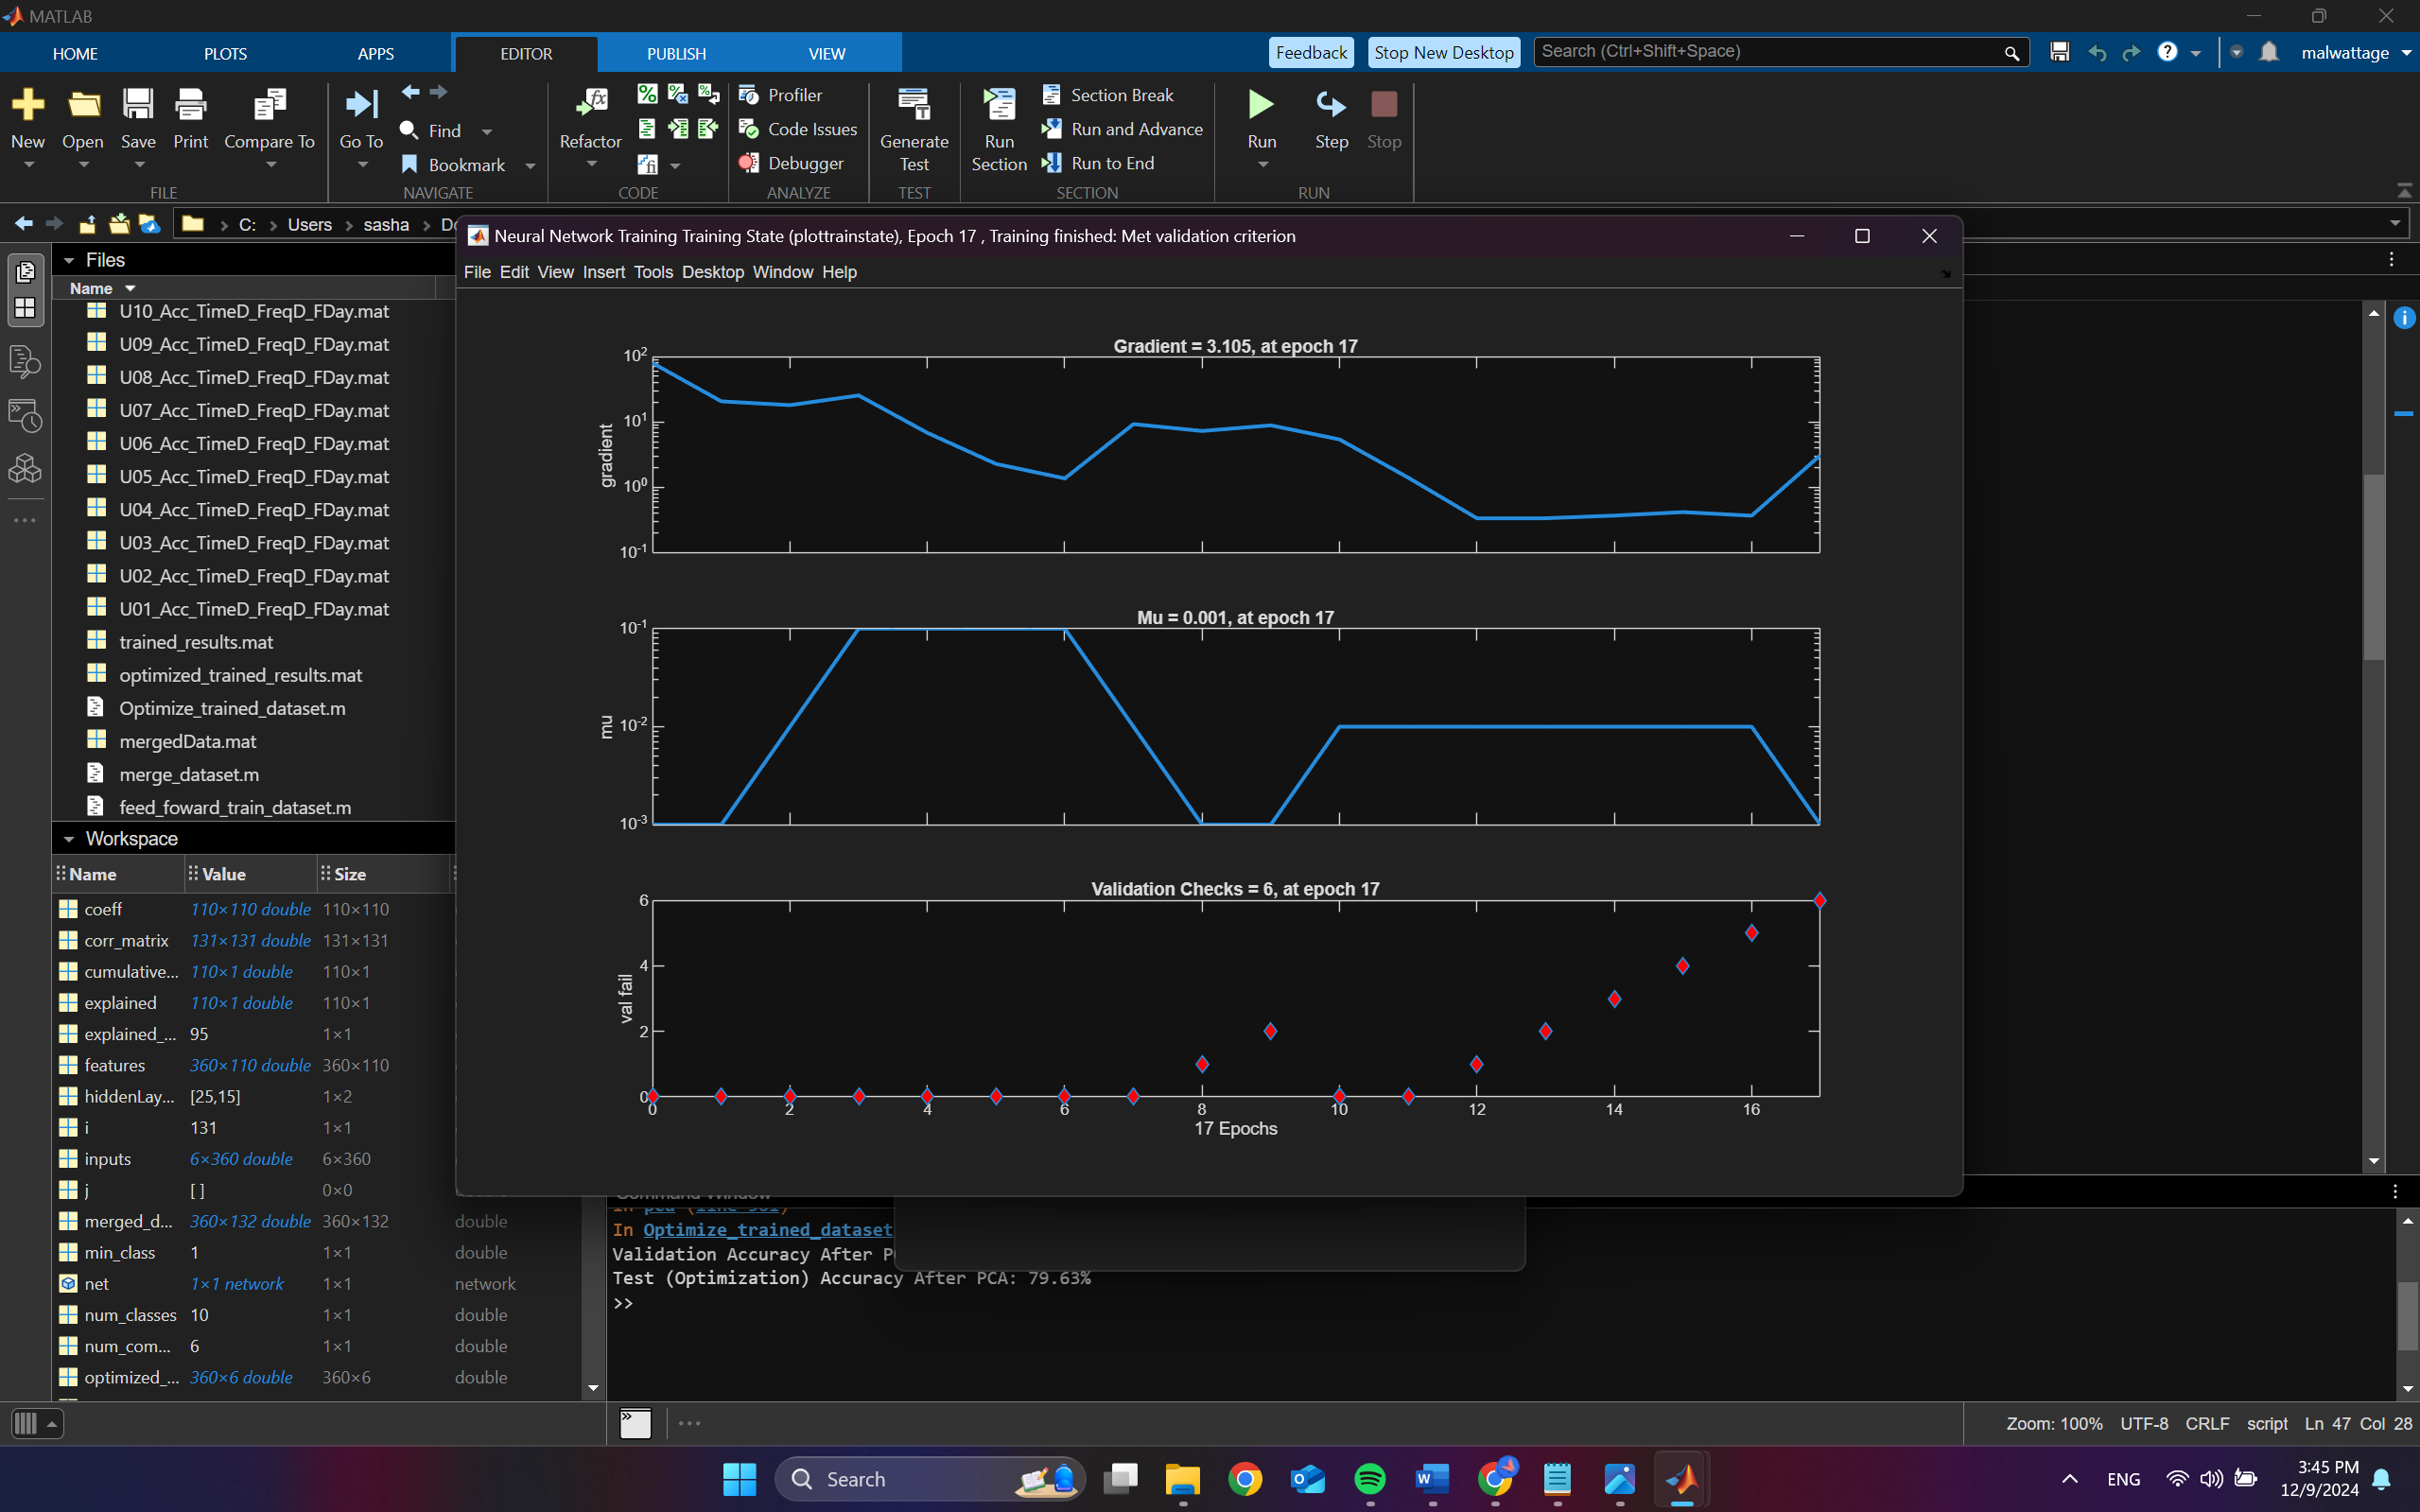 MATLAB
HOME PLOTS APPS EDITOR PUBLISH VIEW Feedback Stop New Desktop Search (Ctrl+Shift+Space) malwattage
New Open Save Print Compare To Go To Find Bookmark Refactor Profiler Code Issues Debugger Generate Test Run Section Section Break Run and Advance Run to End Run Step Stop
FILE NAVIGATE CODE ANALYZE TEST SECTION RUN
C: > Users > sasha >
Neural Network Training Training State (plottrainstate), Epoch 17 , Training finished: Met validation criterion
File Edit View Insert Tools Desktop Window Help
Files
Name
U10_Acc_TimeD_FreqD_FDay.mat
U09_Acc_TimeD_FreqD_FDay.mat
U08_Acc_TimeD_FreqD_FDay.mat
U07_Acc_TimeD_FreqD_FDay.mat
U06_Acc_TimeD_FreqD_FDay.mat
U05_Acc_TimeD_FreqD_FDay.mat
U04_Acc_TimeD_FreqD_FDay.mat
U03_Acc_TimeD_FreqD_FDay.mat
U02_Acc_TimeD_FreqD_FDay.mat
U01_Acc_TimeD_FreqD_FDay.mat
trained_results.mat
optimized_trained_results.mat
Optimize_trained_dataset.m
mergedData.mat
merge_dataset.m
feed_foward_train_dataset.m
Workspace
Name Value Size
coeff 110×110 double 110×110
corr_matrix 131×131 double 131×131
cumulative... 110×1 double 110×1
explained 110×1 double 110×1
explained_... 95 1×1
features 360×110 double 360×110
hiddenLay... [25,15] 1×2
i 131 1×1
inputs 6×360 double 6×360
j [ ] 0×0
merged_d... 360×132 double 360×132 double
min_class 1 1×1 double
net 1×1 network 1×1 network
num_classes 10 1×1 double
num_com... 6 1×1 double
optimized_... 360×6 double 360×6 double
Gradient = 3.105, at epoch 17
gradient
10² 10¹ 10⁰ 10⁻¹
Mu = 0.001, at epoch 17
mu
10⁻¹ 10⁻² 10⁻³
Validation Checks = 6, at epoch 17
val fail
6 4 2 0
0 2 4 6 8 10 12 14 16
17 Epochs
In Optimize_trained_dataset
Validation Accuracy After P
Test (Optimization) Accuracy After PCA: 79.63%
>>
Zoom: 100% UTF-8 CRLF script Ln 47 Col 28
Search
ENG
3:45 PM
12/9/2024